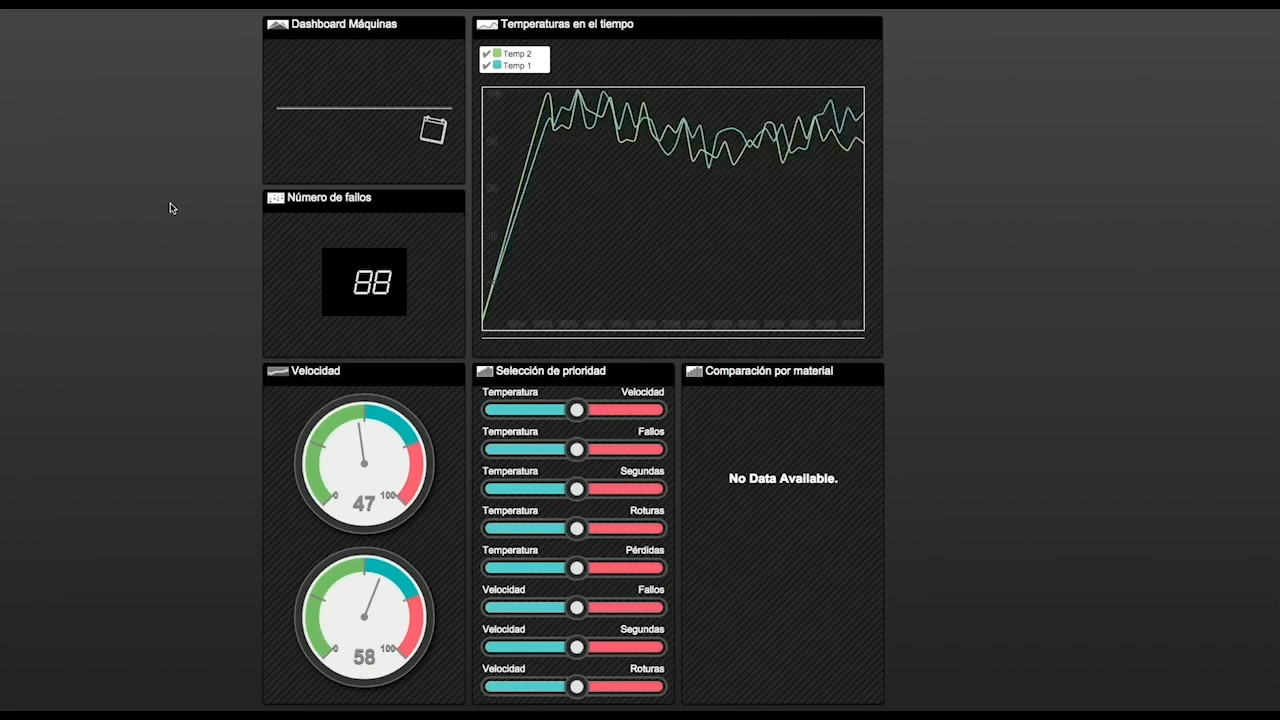 Dashboard Máquinas
Temperaturas en el tiempo
Temp 2
Temp 1
Número de fallos
88
Velocidad
0
100
47
0
100
58
Selección de prioridad
Temperatura Velocidad
Temperatura Fallos
Temperatura Segundas
Temperatura Roturas
Temperatura Pérdidas
Velocidad Fallos
Velocidad Segundas
Velocidad Roturas
Comparación por material
No Data Available.